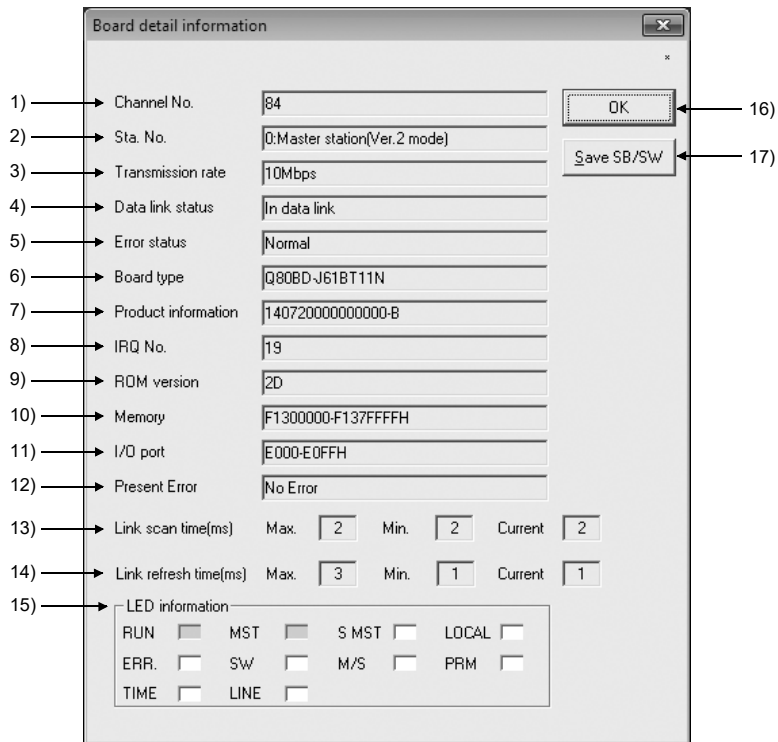 Board detail information
1) Channel No. 84 OK 16)
2) Sta. No. 0:Master station(Ver.2 mode)
Save SB/SW 17)
3) Transmission rate 10Mbps
4) Data link status In data link
5) Error status Normal
6) Board type Q80BD-J61BT11N
7) Product information 140720000000000-B
8) IRQ No. 19
9) ROM version 2D
10) Memory F1300000-F137FFFFH
11) I/O port E000-E0FFH
12) Present Error No Error
13) Link scan time(ms) Max. 2 Min. 2 Current 2
14) Link refresh time(ms) Max. 3 Min. 1 Current 1
15) LED information
RUN MST S MST LOCAL
ERR. SW M/S PRM
TIME LINE